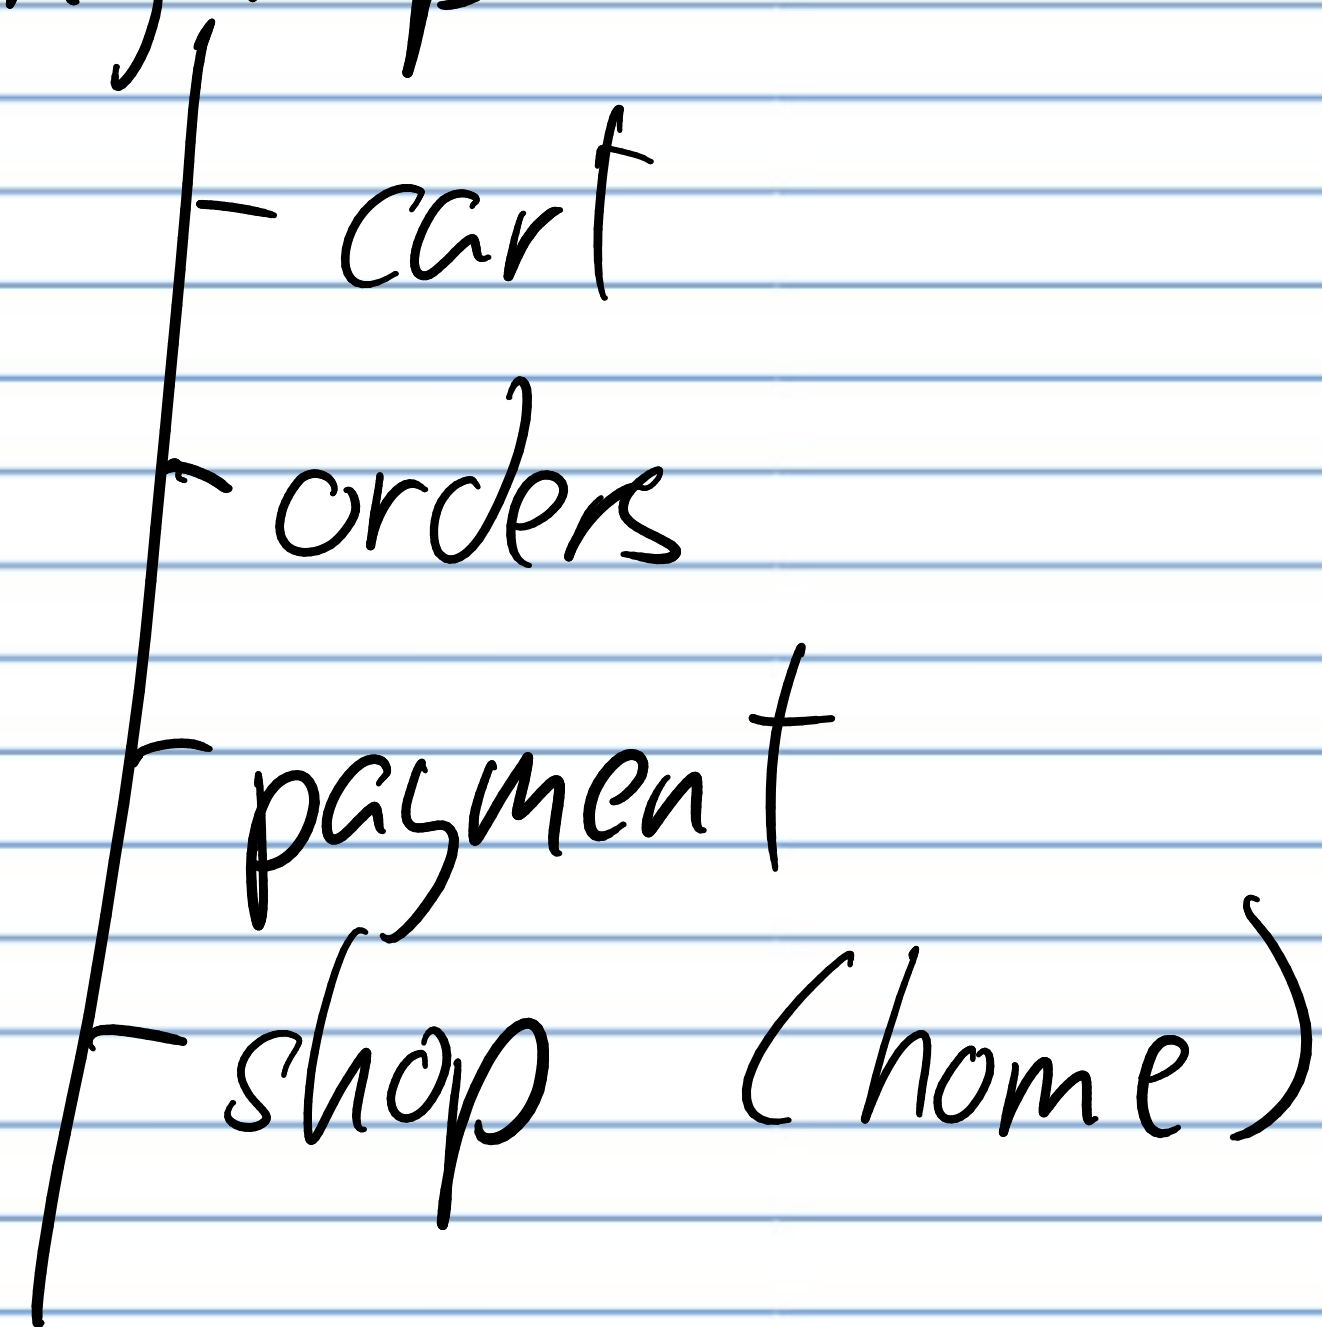 - cart
- orders
- payment
- shop (home)